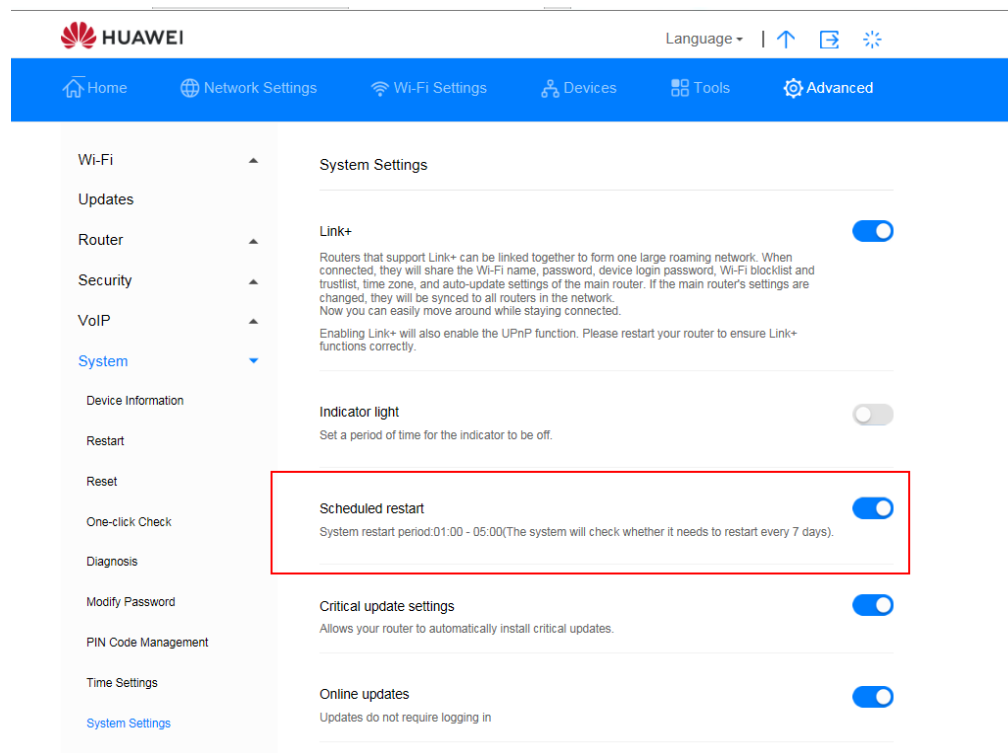 HUAWEI
Language
Home
Network Settings
Wi-Fi Settings
Devices
Tools
Advanced
Wi-Fi
Updates
Router
Security
VoIP
System
Device Information
Restart
Reset
One-click Check
Diagnosis
Modify Password
PIN Code Management
Time Settings
System Settings
System Settings
Link+
Routers that support Link+ can be linked together to form one large roaming network. When
connected, they will share the Wi-Fi name, password, device login password, Wi-Fi blocklist and
trustlist, time zone, and auto-update settings of the main router. If the main router's settings are
changed, they will be synced to all routers in the network.
Now you can easily move around while staying connected.
Enabling Link+ will also enable the UPnP function. Please restart your router to ensure Link+
functions correctly.
Indicator light
Set a period of time for the indicator to be off.
Scheduled restart
System restart period:01:00 - 05:00(The system will check whether it needs to restart every 7 days).
Critical update settings
Allows your router to automatically install critical updates.
Online updates
Updates do not require logging in